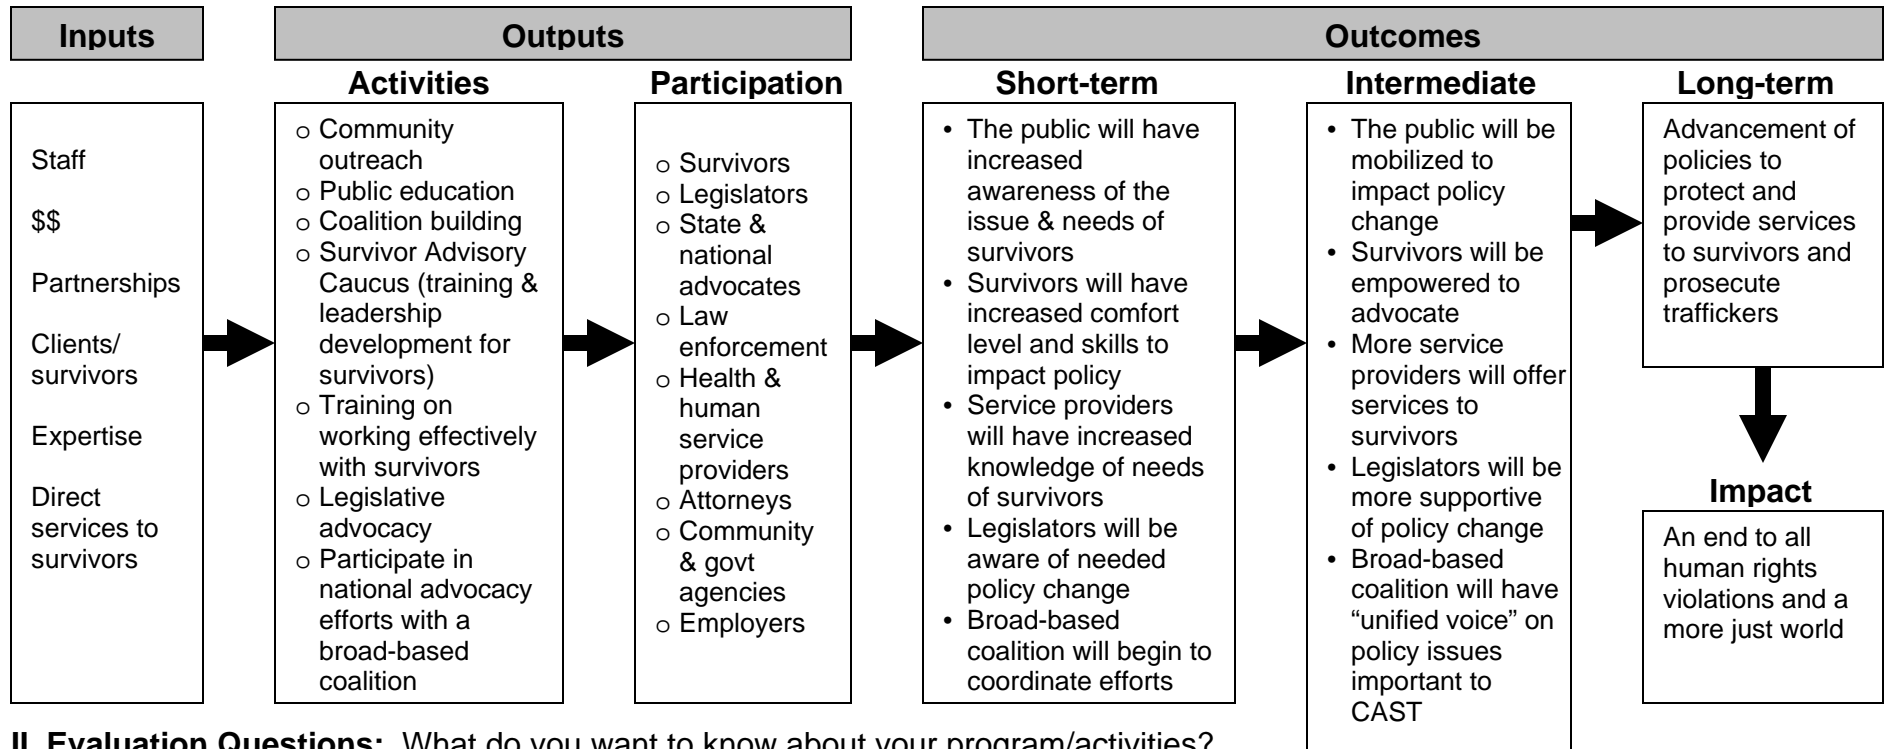 Inputs
Outputs
Outcomes
Activities
Participation
Short-term
Intermediate
Long-term
Staff
$$
Partnerships
Clients/
survivors
Expertise
Direct
services to
survivors
o Community
outreach
o Public education
o Coalition building
o Survivor Advisory
Caucus (training &
leadership
development for
survivors)
o Training on
working effectively
with survivors
o Legislative
advocacy
o Participate in
national advocacy
efforts with a
broad-based
coalition
o Survivors
o Legislators
o State &
national
advocates
o Law
enforcement
o Health &
human
service
providers
o Attorneys
o Community
& govt
agencies
o Employers
• The public will have
increased
awareness of the
issue & needs of
survivors
• Survivors will have
increased comfort
level and skills to
impact policy
• Service providers
will have increased
knowledge of needs
of survivors
• Legislators will be
aware of needed
policy change
• Broad-based
coalition will begin to
coordinate efforts
• The public will be
mobilized to
impact policy
change
• Survivors will be
empowered to
advocate
• More service
providers will offer
services to
survivors
• Legislators will be
more supportive
of policy change
• Broad-based
coalition will have
“unified voice” on
policy issues
important to
CAST
Advancement of
policies to
protect and
provide services
to survivors and
prosecute
traffickers
Impact
An end to all
human rights
violations and a
more just world
II. Evaluation Questions: What do you want to know about your program/activities?